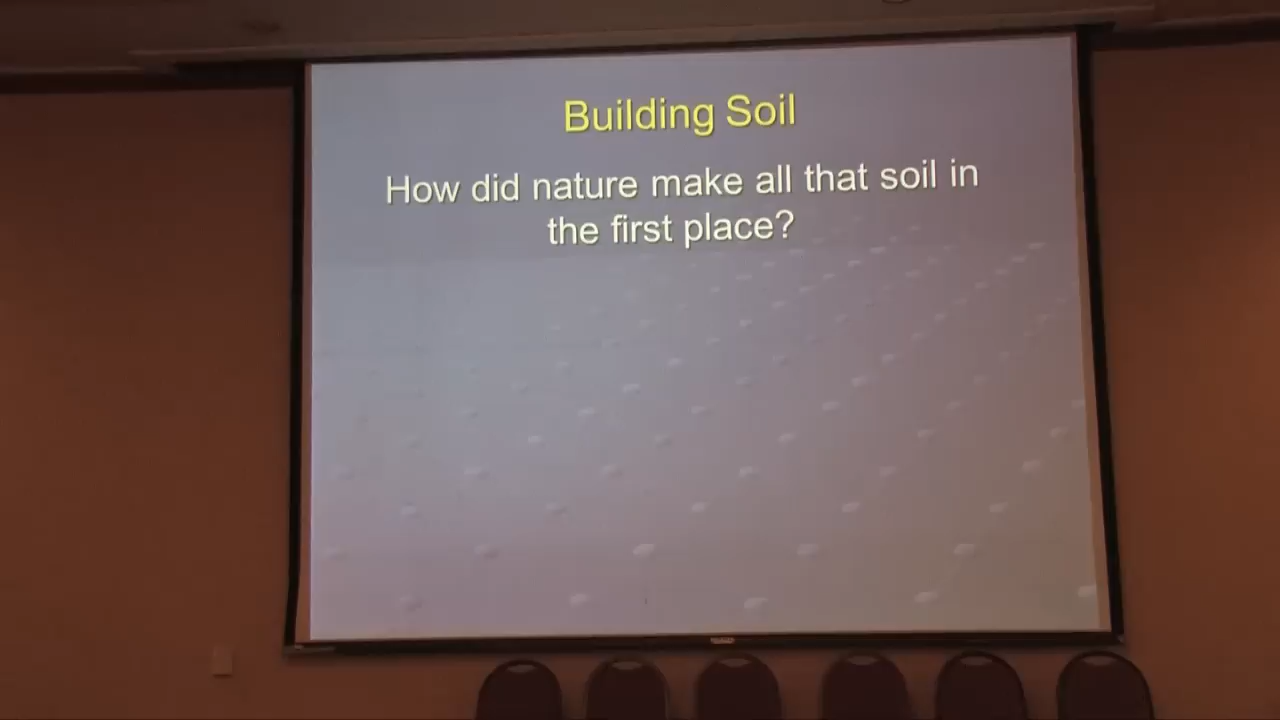 Building Soil
How did nature make all that soil in
the first place?